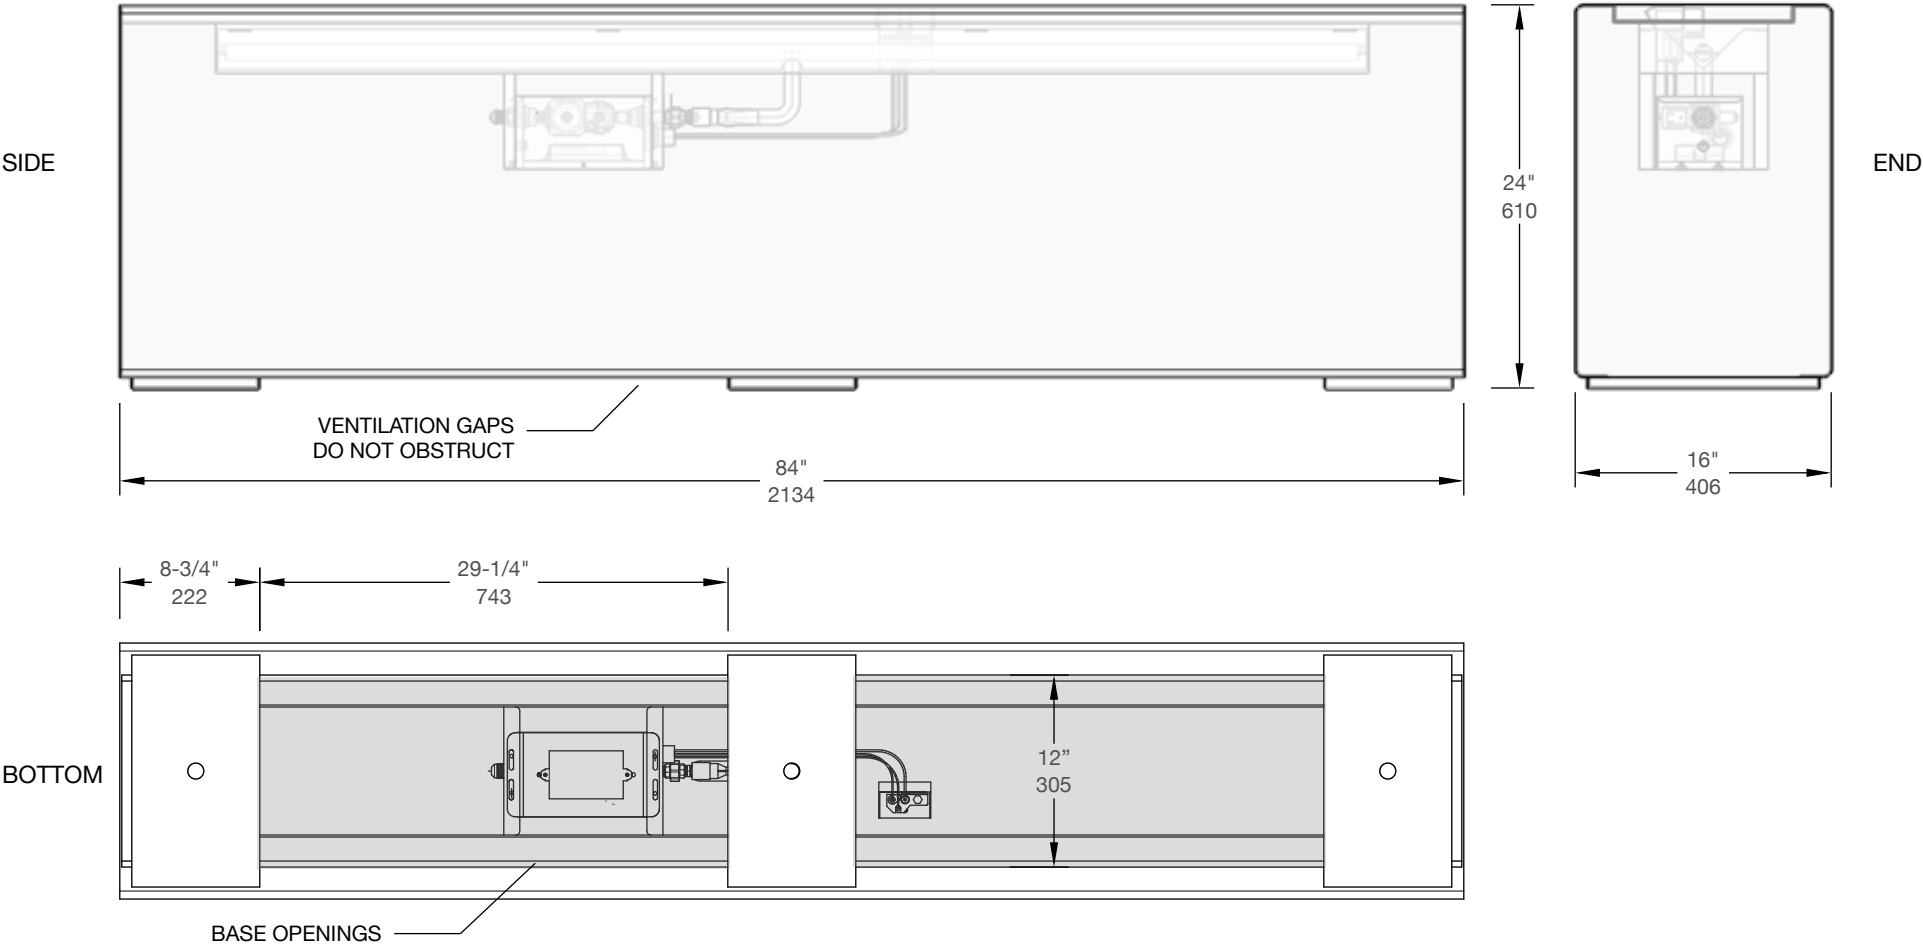 SIDE
END
24"
610
VENTILATION GAPS
DO NOT OBSTRUCT
84"
2134
16"
406
8-3/4"
222
29-1/4"
743
BOTTOM
12”
305
BASE OPENINGS